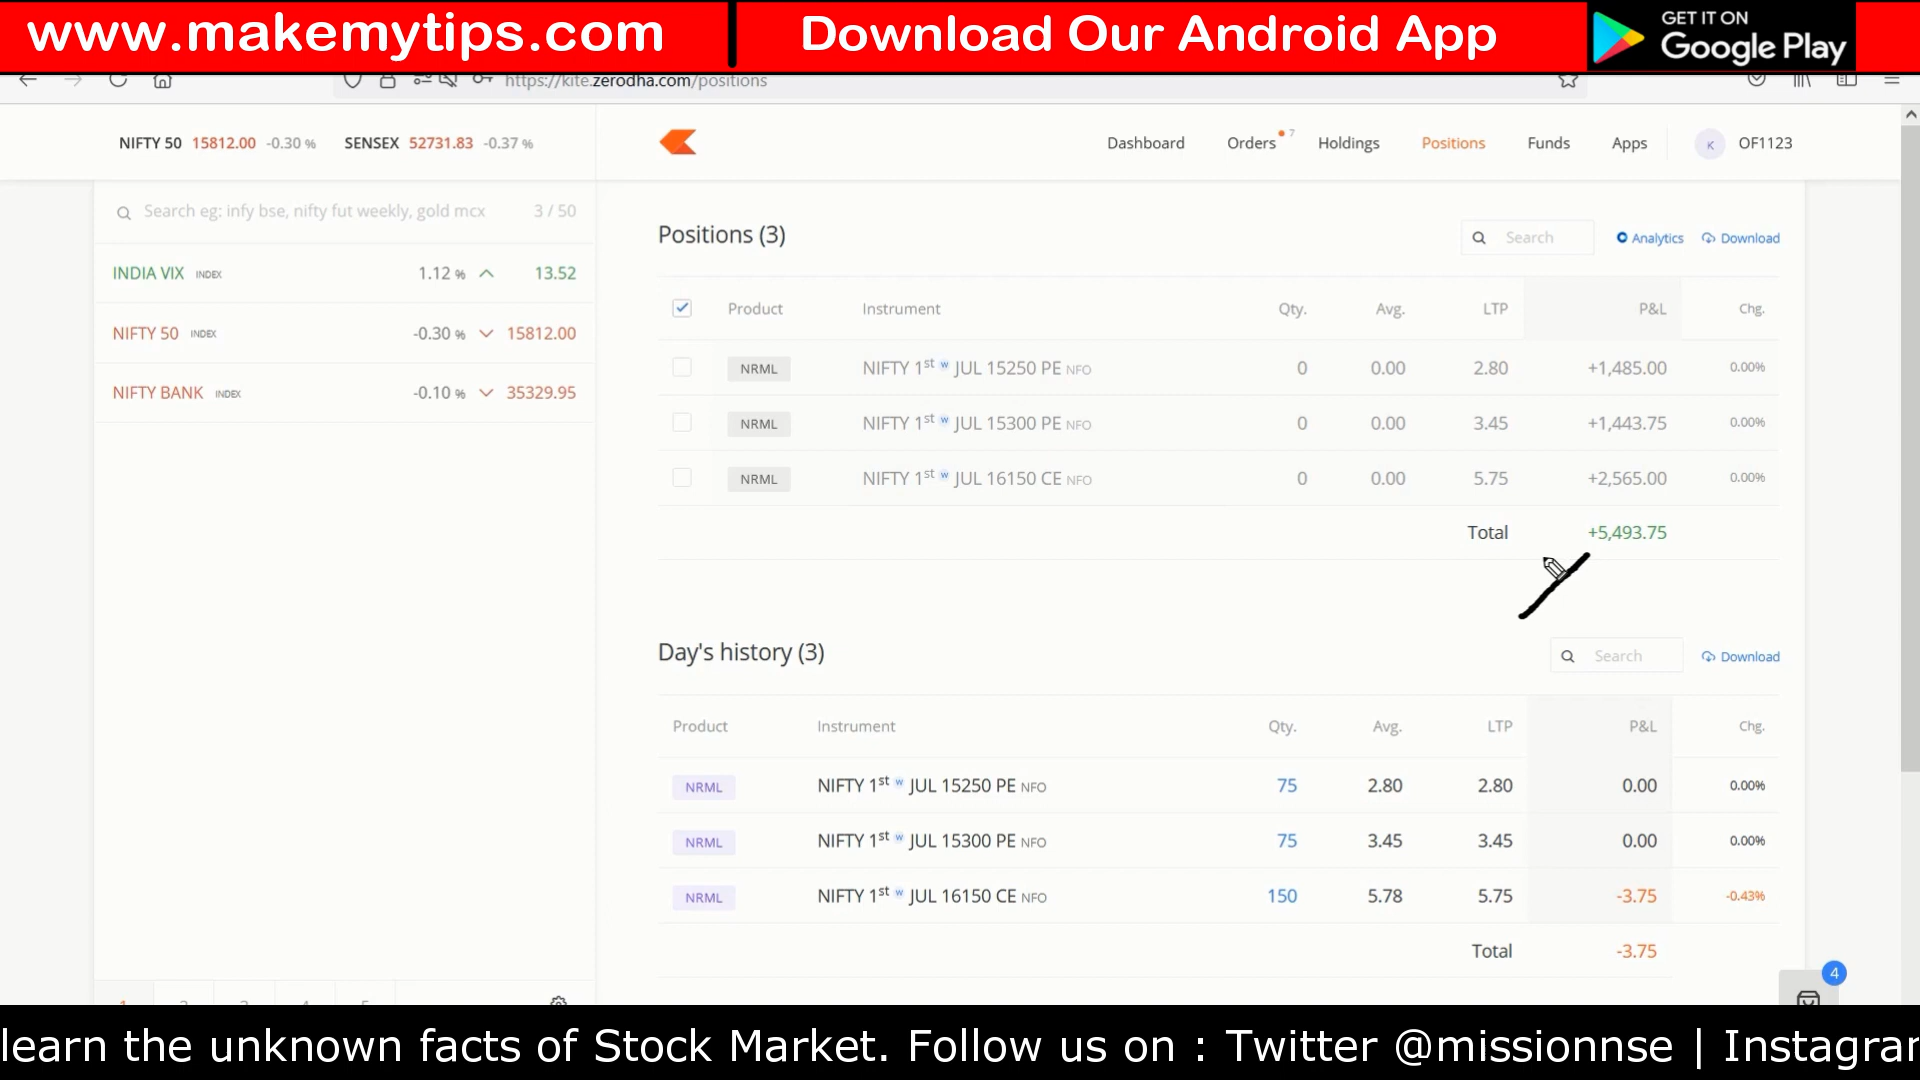 www.makemytips.com
Download Our Android App
GET IT ON
Google Play
https://kite.zerodha.com/positions
NIFTY 50 15812.00 -0.30 % SENSEX 52731.83 -0.37 %
Dashboard Orders 7 Holdings Positions Funds Apps K OF1123
Search eg: infy bse, nifty fut weekly, gold mcx 3 / 50
INDIA VIX INDEX 1.12 % 13.52
NIFTY 50 INDEX -0.30 % 15812.00
NIFTY BANK INDEX -0.10 % 35329.95
Positions (3) Search Analytics Download
Product Instrument Qty. Avg. LTP P&L Chg.
NRML NIFTY 1st w JUL 15250 PE NFO 0 0.00 2.80 +1,485.00 0.00%
NRML NIFTY 1st w JUL 15300 PE NFO 0 0.00 3.45 +1,443.75 0.00%
NRML NIFTY 1st w JUL 16150 CE NFO 0 0.00 5.75 +2,565.00 0.00%
Total +5,493.75
Day's history (3) Search Download
Product Instrument Qty. Avg. LTP P&L Chg.
NRML NIFTY 1st w JUL 15250 PE NFO 75 2.80 2.80 0.00 0.00%
NRML NIFTY 1st w JUL 15300 PE NFO 75 3.45 3.45 0.00 0.00%
NRML NIFTY 1st w JUL 16150 CE NFO 150 5.78 5.75 -3.75 -0.43%
Total -3.75
4
1 2 3 4 5
learn the unknown facts of Stock Market. Follow us on : Twitter @missionnse | Instagrar